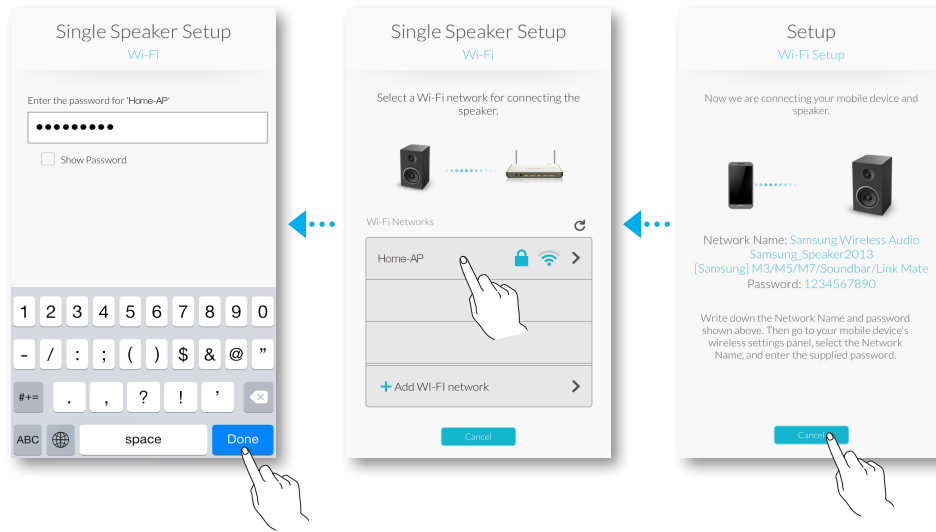 Single Speaker Setup
Wi-Fi
Enter the password for 'Home-AP'
Show Password
1 2 3 4 5 6 7 8 9 0
- / : ; ( ) $ & @ "
#+= . , ? ! '
ABC space Done
Single Speaker Setup
Wi-Fi
Select a Wi-Fi network for connecting the
speaker.
Wi-Fi Networks
Home-AP
+ Add WI-FI network
Cancel
Setup
Wi-Fi Setup
Now we are connecting your mobile device and
speaker.
Network Name: Samsung Wireless Audio
Samsung_Speaker2013
[Samsung] M3/M5/M7/Soundbar/Link Mate
Password: 1234567890
Write down the Network Name and password
shown above. Then go to your mobile device's
wireless settings panel, select the Network
Name, and enter the supplied password.
Cancel